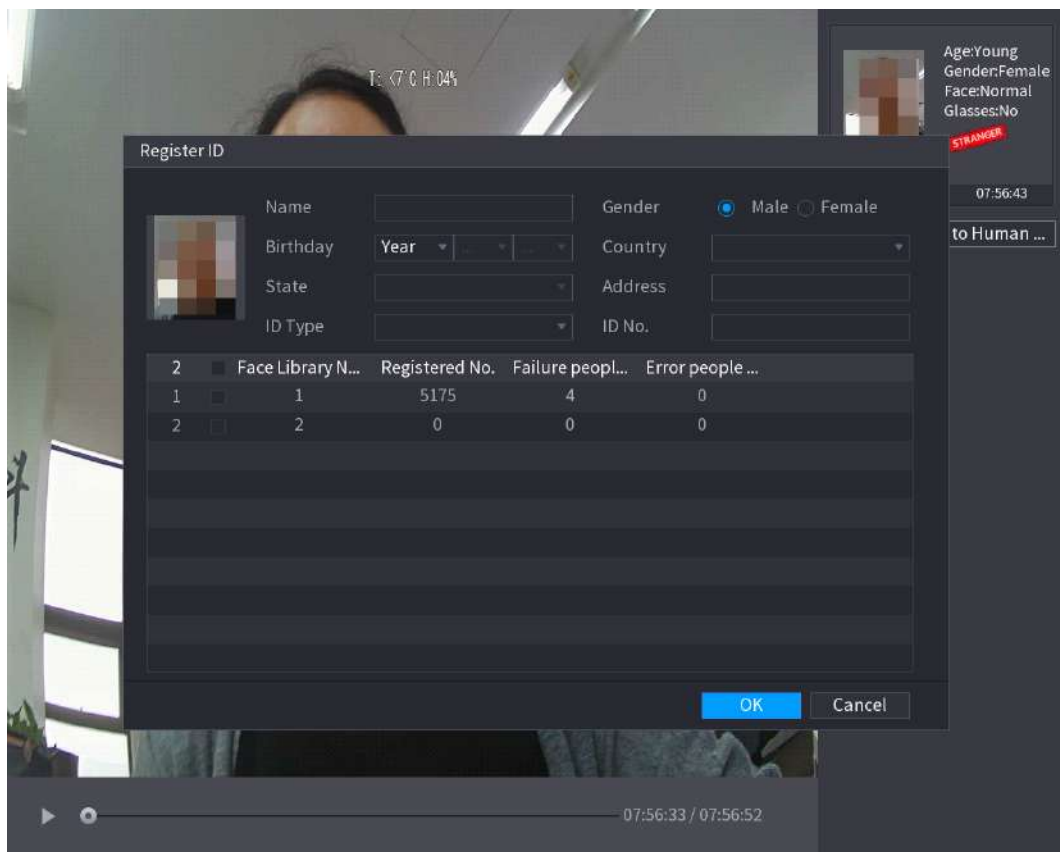 T: <7°C H:04%
Age:Young
Gender:Female
Face:Normal
Glasses:No
STRANGER
07:56:43
to Human ...
Register ID
Name Gender Male Female
Birthday Year ... ... Country
State Address
ID Type ID No.
2 Face Library N... Registered No. Failure peopl... Error people ...
1 1 5175 4 0
2 2 0 0 0
OK Cancel
07:56:33 / 07:56:52